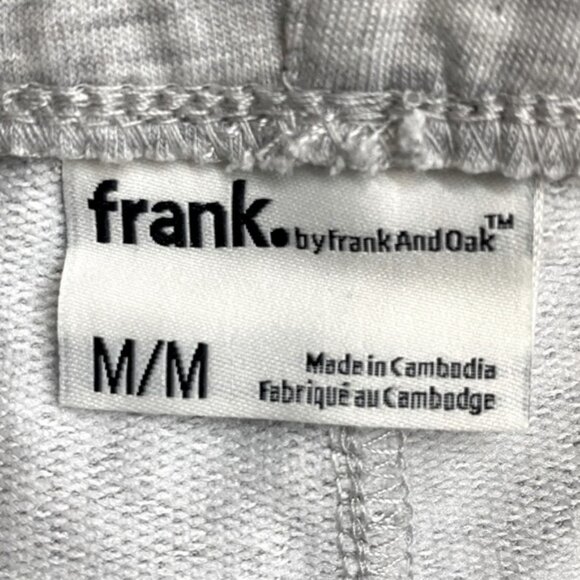 frank. by Frank And Oak™
M/M
Made in Cambodia
Fabriqué au Cambodge